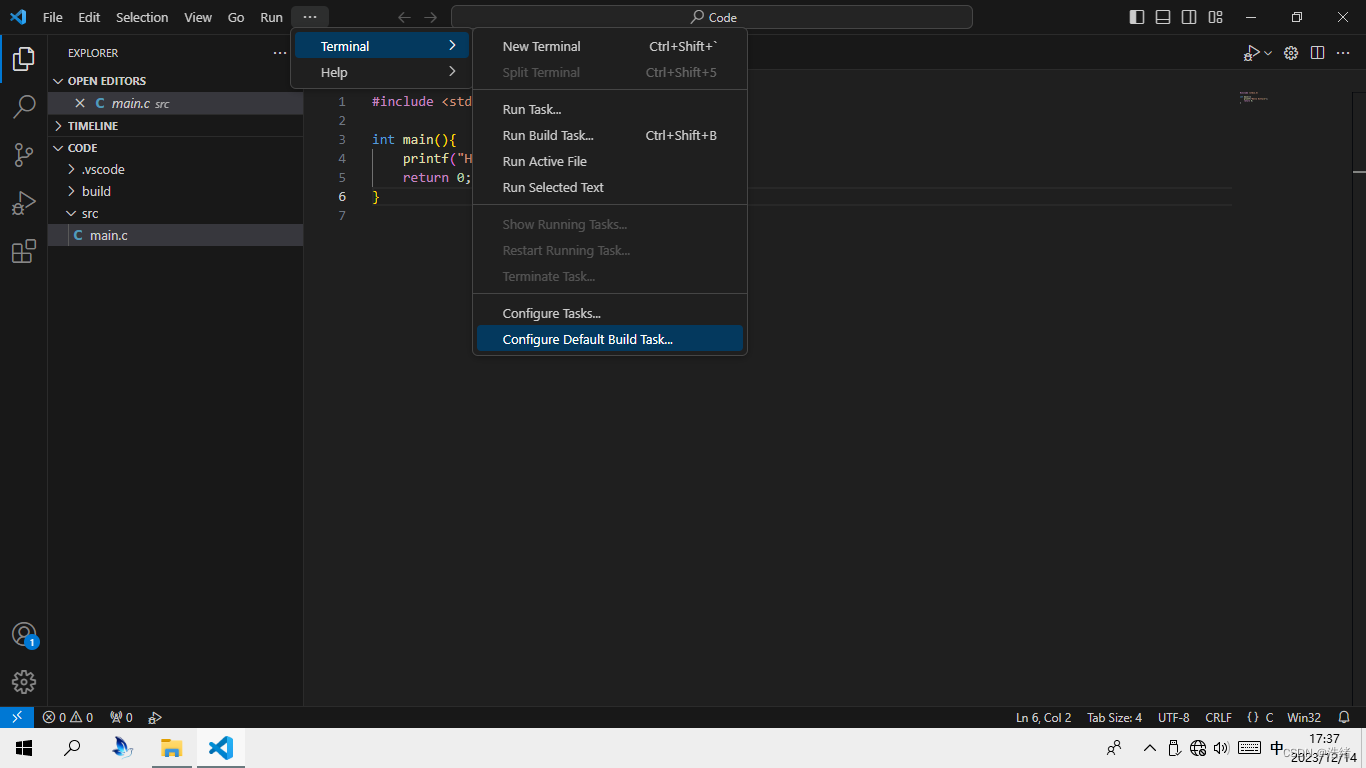 File Edit Selection View Go Run ··· Code
EXPLORER ···
OPEN EDITORS
C main.c src
TIMELINE
CODE
.vscode
build
src
C main.c
Terminal
Help
New Terminal Ctrl+Shift+`
Split Terminal Ctrl+Shift+5
Run Task...
Run Build Task... Ctrl+Shift+B
Run Active File
Run Selected Text
Show Running Tasks...
Restart Running Task...
Terminate Task...
Configure Tasks...
Configure Default Build Task...
1 #include <std
2
3 int main(){
4 printf("H
5 return 0;
6 }
7
1
0 0 0 Ln 6, Col 2 Tab Size: 4 UTF-8 CRLF {} C Win32
中 17:37
2023/12/14